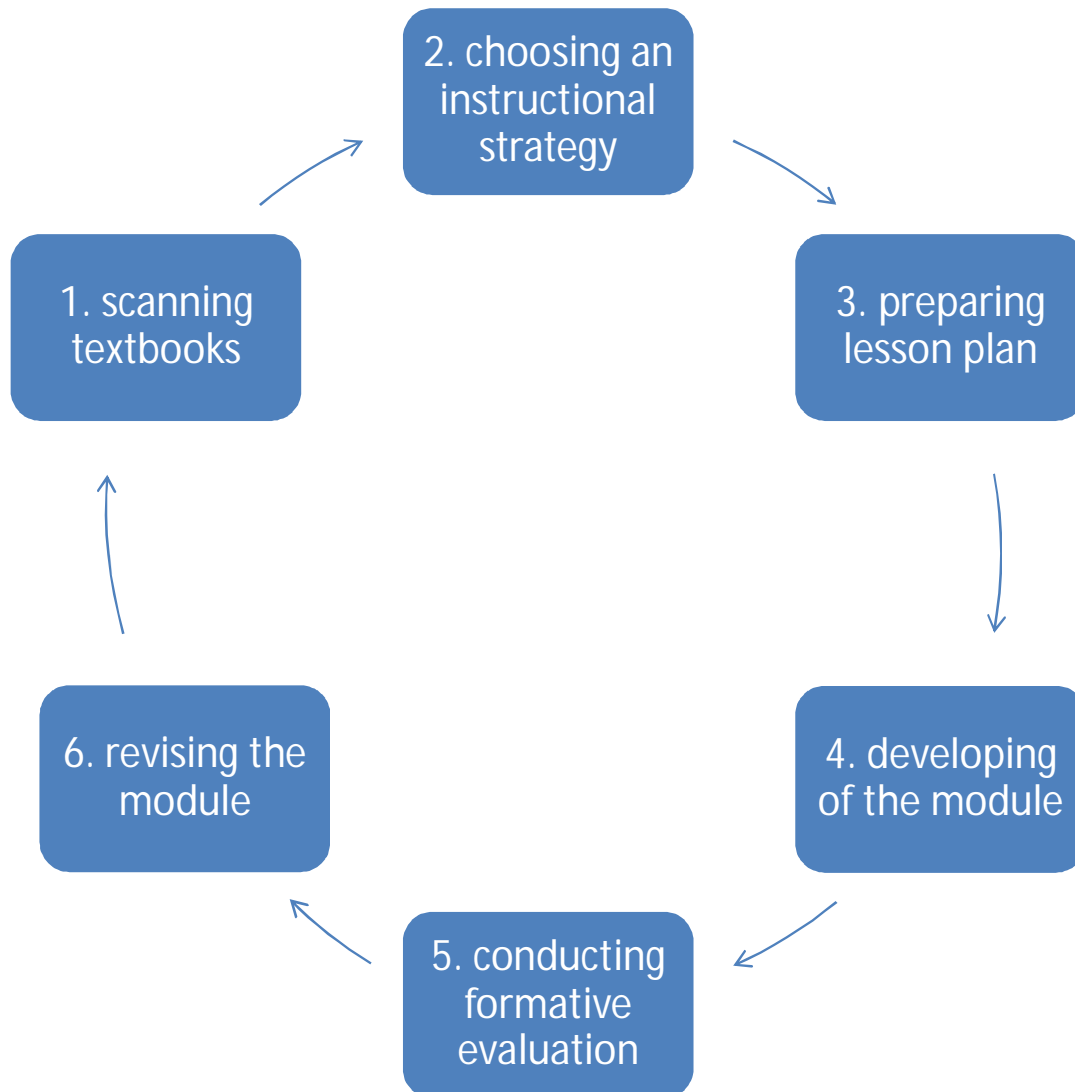 1. scanning
textbooks
2. choosing an
instructional
strategy
3. preparing
lesson plan
4. developing
of the module
5. conducting
formative
evaluation
6. revising the
module